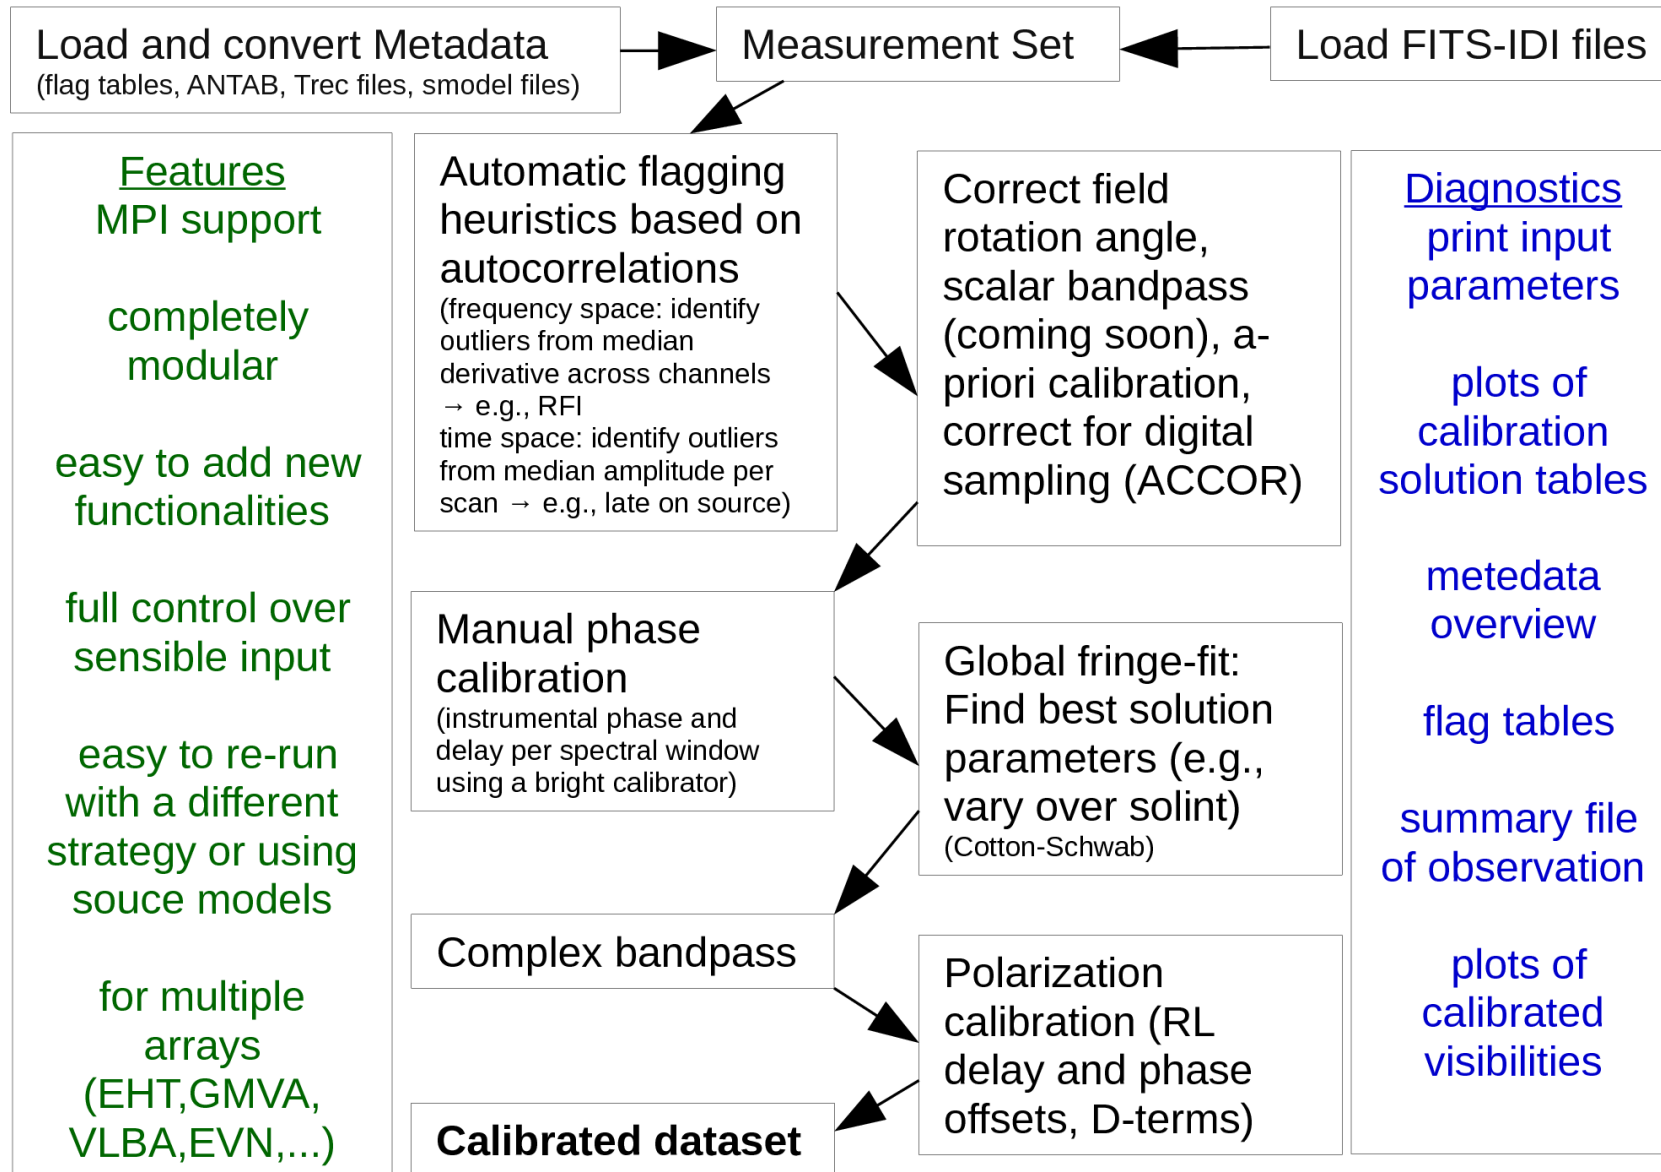 Load and convert Metadata
(flag tables, ANTAB, Trec files, smodel files)
Measurement Set
Load FITS-IDI files
Features
MPI support
completely
modular
easy to add new
functionalities
full control over
sensible input
easy to re-run
with a different
strategy or using
souce models
for multiple
arrays
(EHT,GMVA,
VLBA,EVN,...)
Automatic flagging
heuristics based on
autocorrelations
(frequency space: identify
outliers from median
derivative across channels
→ e.g., RFI
time space: identify outliers
from median amplitude per
scan → e.g., late on source)
Correct field
rotation angle,
scalar bandpass
(coming soon), a-
priori calibration,
correct for digital
sampling (ACCOR)
Manual phase
calibration
(instrumental phase and
delay per spectral window
using a bright calibrator)
Global fringe-fit:
Find best solution
parameters (e.g.,
vary over solint)
(Cotton-Schwab)
Complex bandpass
Polarization
calibration (RL
delay and phase
offsets, D-terms)
Calibrated dataset
Diagnostics
print input
parameters
plots of
calibration
solution tables
metedata
overview
flag tables
summary file
of observation
plots of
calibrated
visibilities